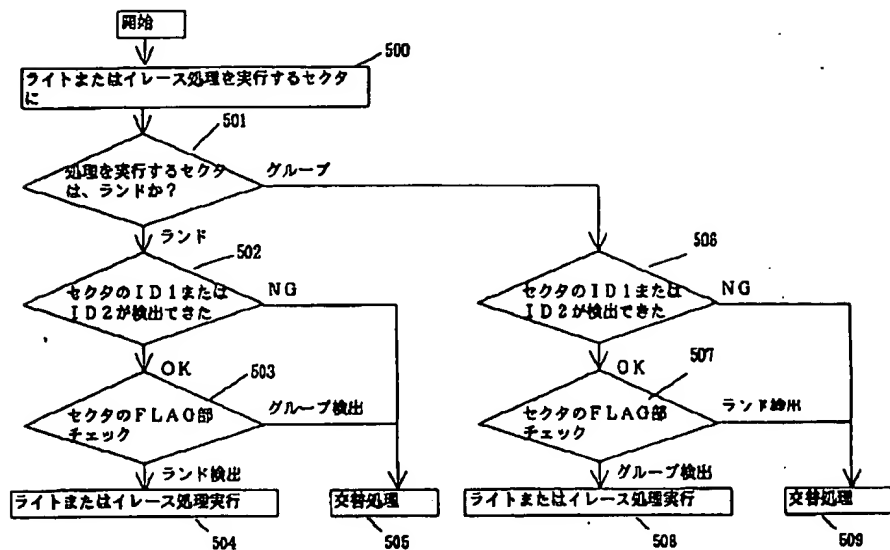 開始
500
ライトまたはイレース処理を実行するセクタ
に
501
処理を実行するセクタ
は、ランドか?
グループ
ランド
502
セクタのID1または
ID2が検出できた
NG
OK
503
セクタのFLAG部
チェック
グループ検出
ランド検出
ライトまたはイレース処理実行
504
交替処理
505
506
セクタのID1または
ID2が検出できた
NG
OK
507
セクタのFLAG部
チェック
ランド検出
グループ検出
ライトまたはイレース処理実行
508
交替処理
509